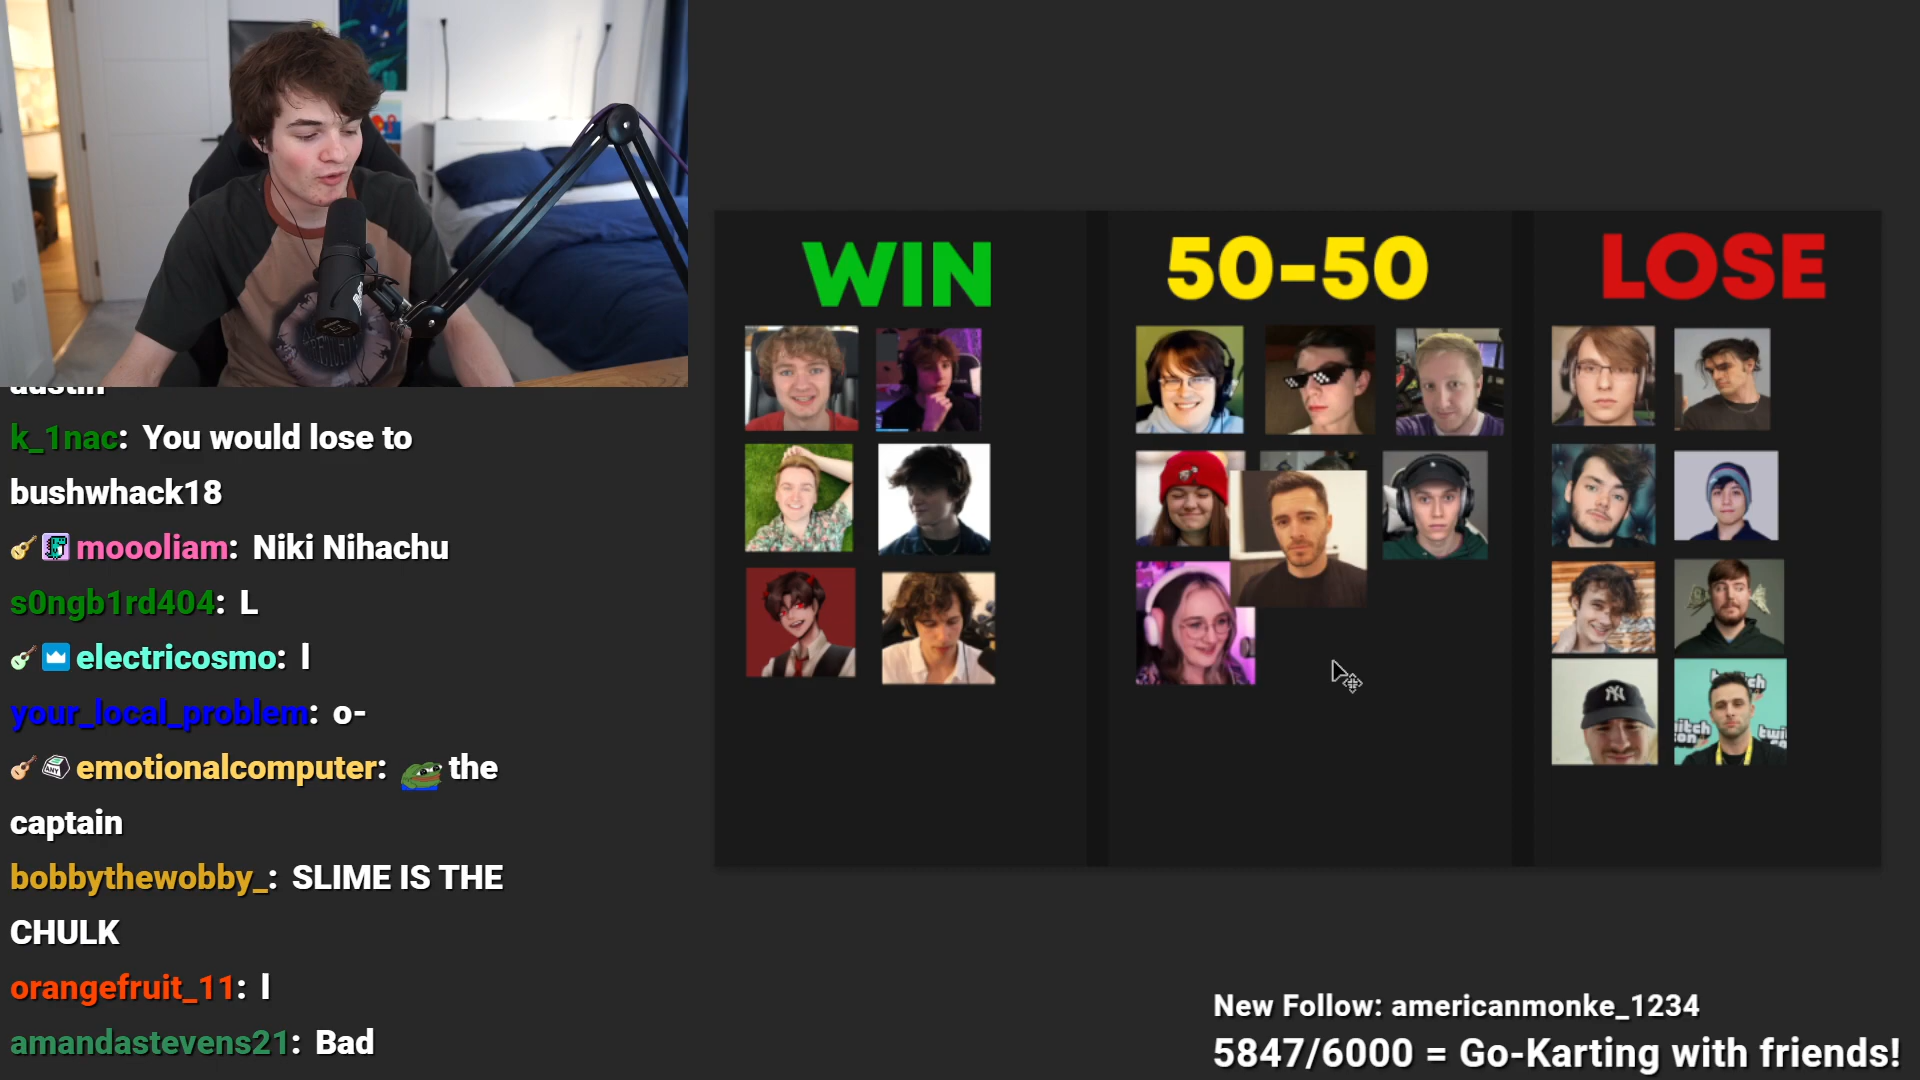 WIN
50-50
LOSE
austin
k_1nac: You would lose to
bushwhack18
moooliam: Niki Nihachu
s0ngb1rd404: L
electricosmo: l
your_local_problem: o-
emotionalcomputer: the
captain
bobbythewobby_: SLIME IS THE
CHULK
orangefruit_11: l
amandastevens21: Bad
New Follow: americanmonke_1234
5847/6000 = Go-Karting with friends!